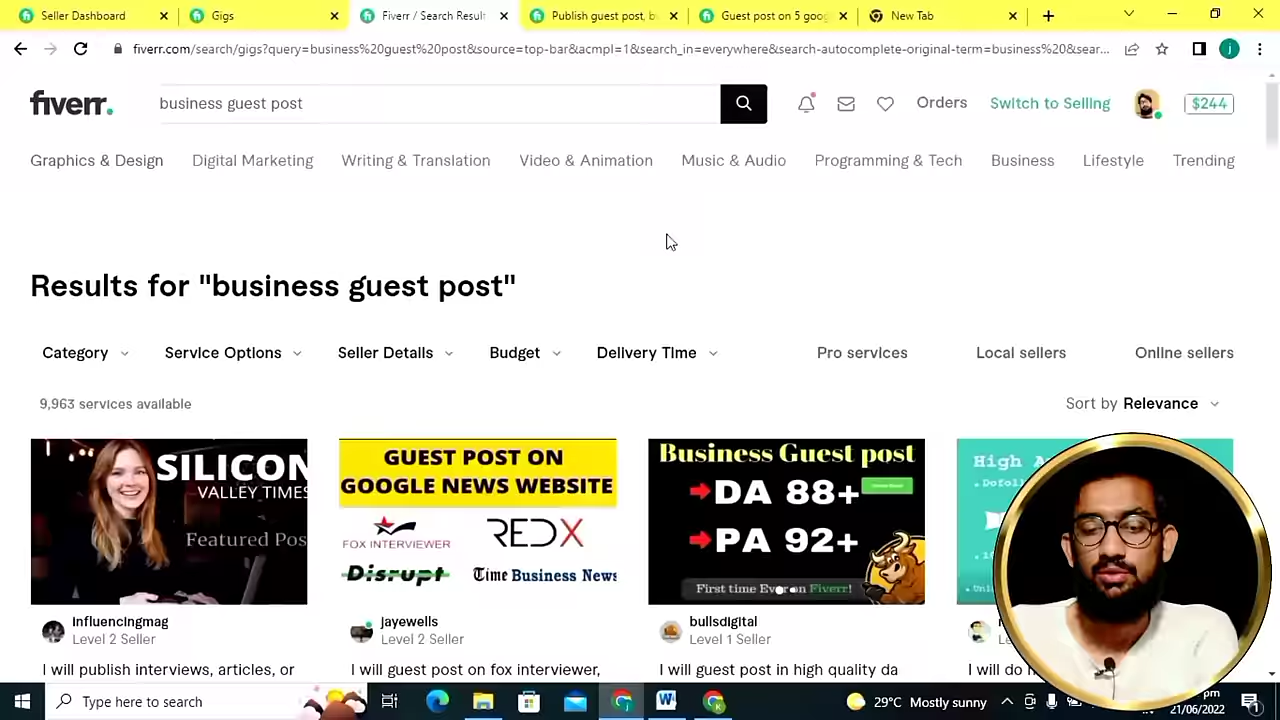 Seller Dashboard
Gigs
Fiverr / Search Resul
Publish guest post, b
Guest post on 5 goog
New Tab
fiverr.com/search/gigs?query=business%20guest%20post&source=top-bar&acmpl=1&search_in=everywhere&search-autocomplete-original-term=business%20&sear...
j
fiverr.
business guest post
Orders
Switch to Selling
$244
Graphics & Design
Digital Marketing
Writing & Translation
Video & Animation
Music & Audio
Programming & Tech
Business
Lifestyle
Trending
Results for "business guest post"
Category
Service Options
Seller Details
Budget
Delivery Time
Pro services
Local sellers
Online sellers
9,963 services available
Sort by Relevance
SILICON
VALLEY TIMES
Featured Pos
GUEST POST ON
GOOGLE NEWS WEBSITE
FOX INTERVIEWER
REDX
Disrupt
Time Business News
Business Guest post
DA 88+
PA 92+
First time Ever on Fiverr!
High A
influencingmag
Level 2 Seller
jayewells
Level 2 Seller
bullsdigital
Level 1 Seller
I will publish interviews, articles, or
I will guest post on fox interviewer,
I will guest post in high quality da
I will do
Type here to search
29°C Mostly sunny
pm
21/06/2022